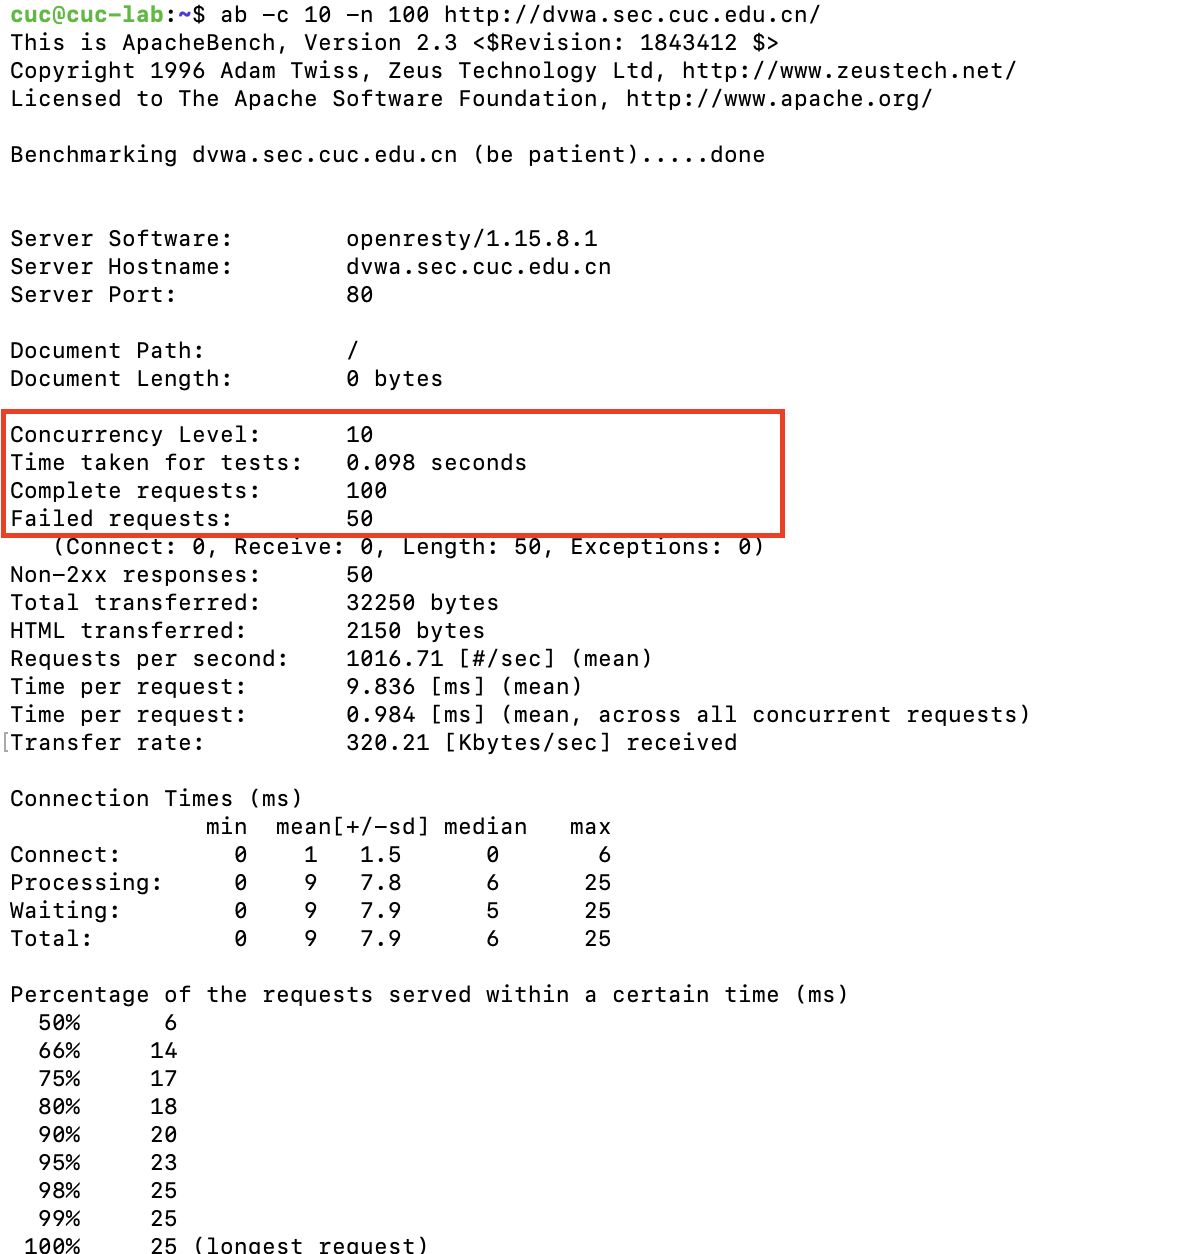 cuc@cuc-lab:~$ ab -c 10 -n 100 http://dvwa.sec.cuc.edu.cn/
This is ApacheBench, Version 2.3 <$Revision: 1843412 $>
Copyright 1996 Adam Twiss, Zeus Technology Ltd, http://www.zeustech.net/
Licensed to The Apache Software Foundation, http://www.apache.org/

Benchmarking dvwa.sec.cuc.edu.cn (be patient).....done


Server Software:        openresty/1.15.8.1
Server Hostname:        dvwa.sec.cuc.edu.cn
Server Port:            80

Document Path:          /
Document Length:        0 bytes

Concurrency Level:      10
Time taken for tests:   0.098 seconds
Complete requests:      100
Failed requests:        50
   (Connect: 0, Receive: 0, Length: 50, Exceptions: 0)
Non-2xx responses:      50
Total transferred:      32250 bytes
HTML transferred:       2150 bytes
Requests per second:    1016.71 [#/sec] (mean)
Time per request:       9.836 [ms] (mean)
Time per request:       0.984 [ms] (mean, across all concurrent requests)
[Transfer rate:          320.21 [Kbytes/sec] received

Connection Times (ms)
              min  mean[+/-sd] median   max
Connect:        0    1   1.5      0       6
Processing:     0    9   7.8      6      25
Waiting:        0    9   7.9      5      25
Total:          0    9   7.9      6      25

Percentage of the requests served within a certain time (ms)
  50%      6
  66%     14
  75%     17
  80%     18
  90%     20
  95%     23
  98%     25
  99%     25
 100%     25 (longest request)